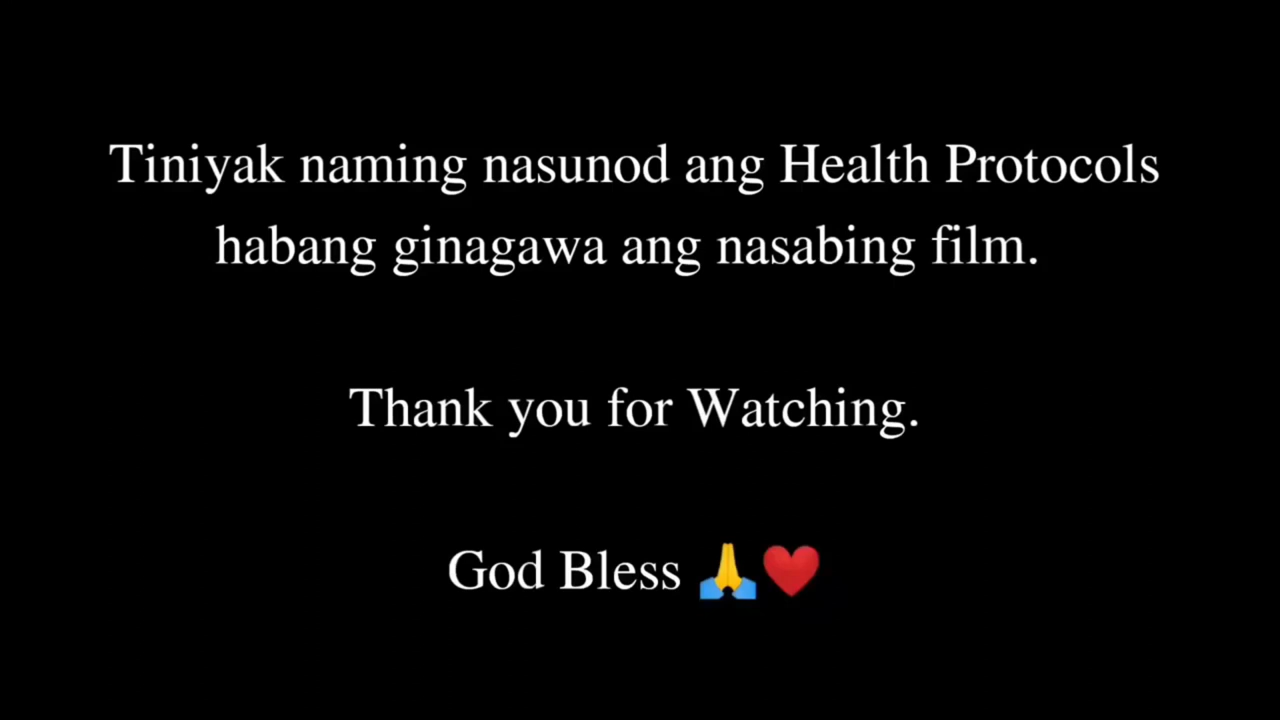 Tiniyak naming nasunod ang Health Protocols
habang ginagawa ang nasabing film.
Thank you for Watching.
God Bless 🙏❤️